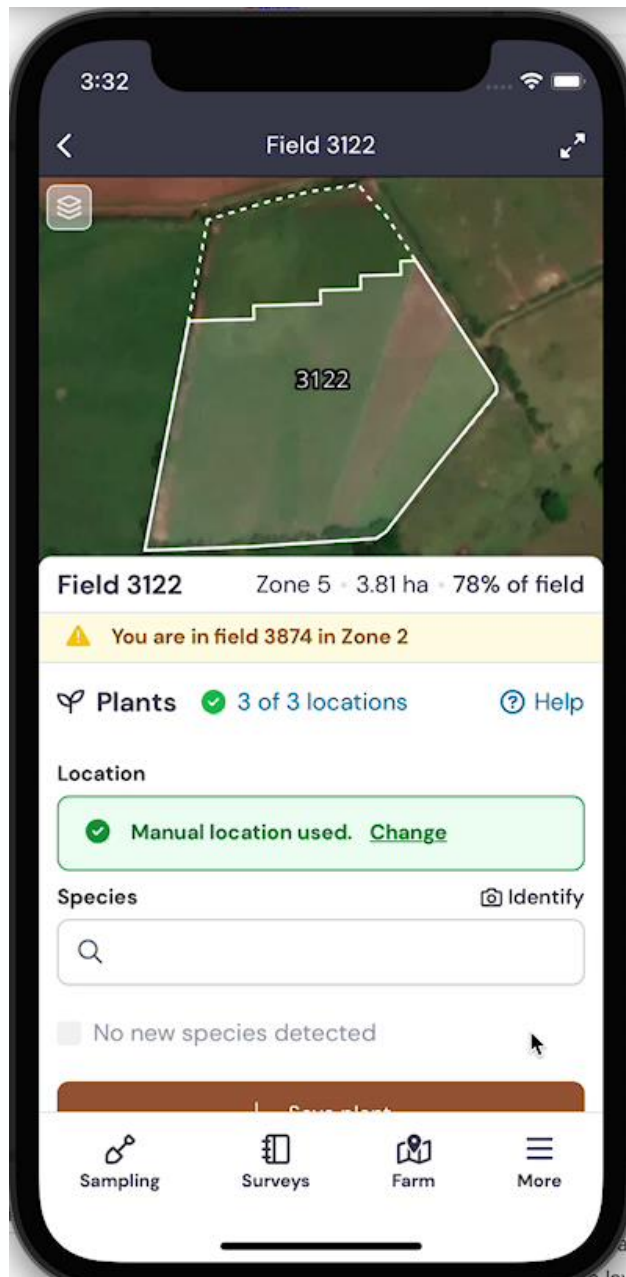 3:32
Field 3122
3122
Field 3122 Zone 5 • 3.81 ha • 78% of field
You are in field 3874 in Zone 2
Plants 3 of 3 locations Help
Location
Manual location used. Change
Species Identify
No new species detected
Save plant
Sampling Surveys Farm More